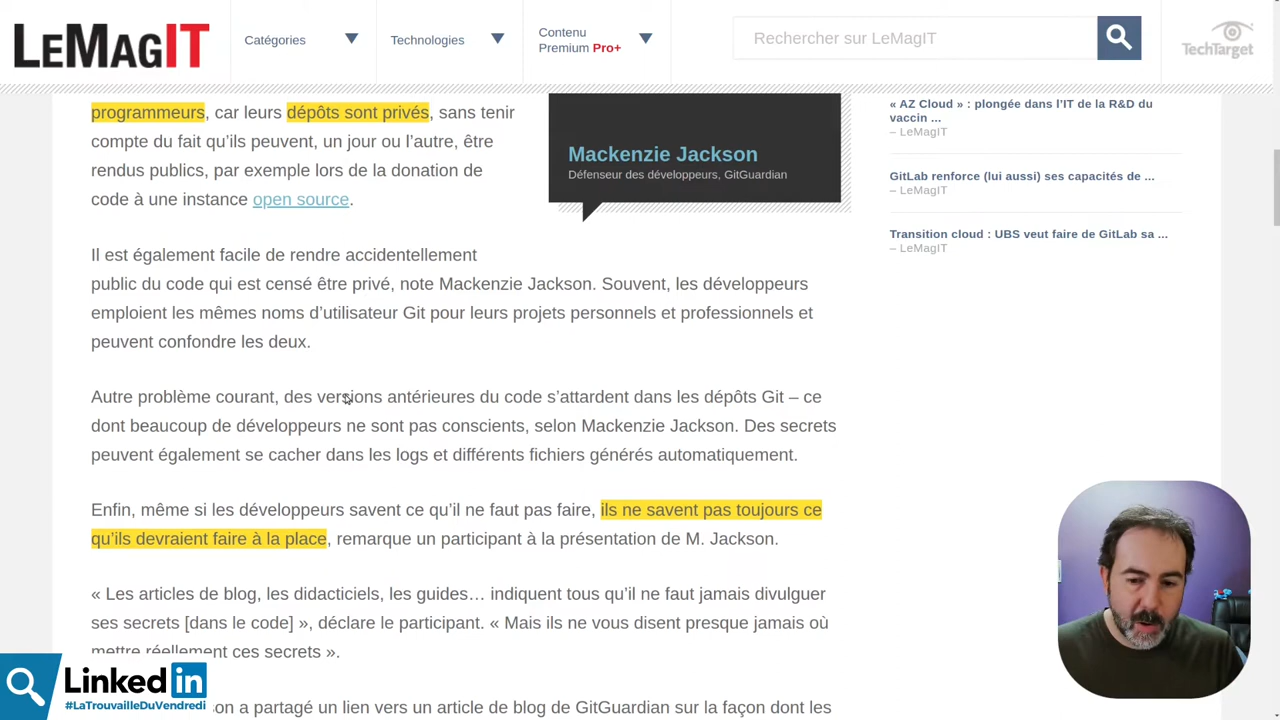 LEMAGIT
Catégories
Technologies
Contenu
Premium Pro+
Rechercher sur LeMagIT
TechTarget
programmeurs, car leurs dépôts sont privés, sans tenir
compte du fait qu’ils peuvent, un jour ou l’autre, être
rendus publics, par exemple lors de la donation de
code à une instance open source.
Mackenzie Jackson
Défenseur des développeurs, GitGuardian
Il est également facile de rendre accidentellement
public du code qui est censé être privé, note Mackenzie Jackson. Souvent, les développeurs
emploient les mêmes noms d’utilisateur Git pour leurs projets personnels et professionnels et
peuvent confondre les deux.
Autre problème courant, des versions antérieures du code s’attardent dans les dépôts Git – ce
dont beaucoup de développeurs ne sont pas conscients, selon Mackenzie Jackson. Des secrets
peuvent également se cacher dans les logs et différents fichiers générés automatiquement.
Enfin, même si les développeurs savent ce qu’il ne faut pas faire, ils ne savent pas toujours ce
qu’ils devraient faire à la place, remarque un participant à la présentation de M. Jackson.
« Les articles de blog, les didacticiels, les guides… indiquent tous qu’il ne faut jamais divulguer
ses secrets [dans le code] », déclare le participant. « Mais ils ne vous disent presque jamais où
mettre réellement ces secrets ».
son a partagé un lien vers un article de blog de GitGuardian sur la façon dont les
« AZ Cloud » : plongée dans l’IT de la R&D du
vaccin ...
– LeMagIT
GitLab renforce (lui aussi) ses capacités de ...
– LeMagIT
Transition cloud : UBS veut faire de GitLab sa ...
– LeMagIT
Linked in
#LaTrouvailleDuVendredi